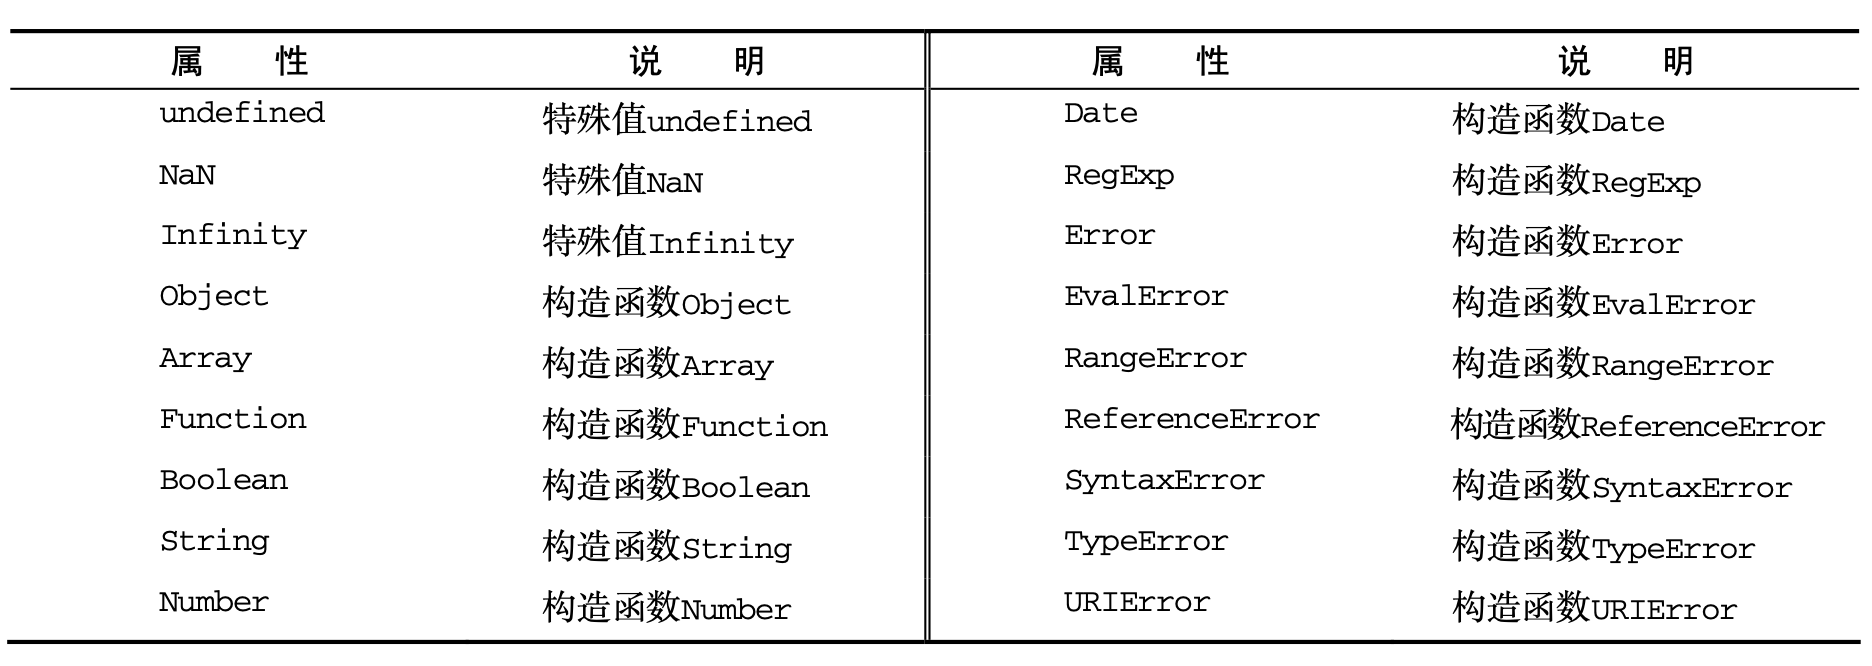 属 性 说 明 属 性 说 明
undefined 特殊值undefined Date 构造函数Date
NaN 特殊值NaN RegExp 构造函数RegExp
Infinity 特殊值Infinity Error 构造函数Error
Object 构造函数Object EvalError 构造函数EvalError
Array 构造函数Array RangeError 构造函数RangeError
Function 构造函数Function ReferenceError 构造函数ReferenceError
Boolean 构造函数Boolean SyntaxError 构造函数SyntaxError
String 构造函数String TypeError 构造函数TypeError
Number 构造函数Number URIError 构造函数URIError